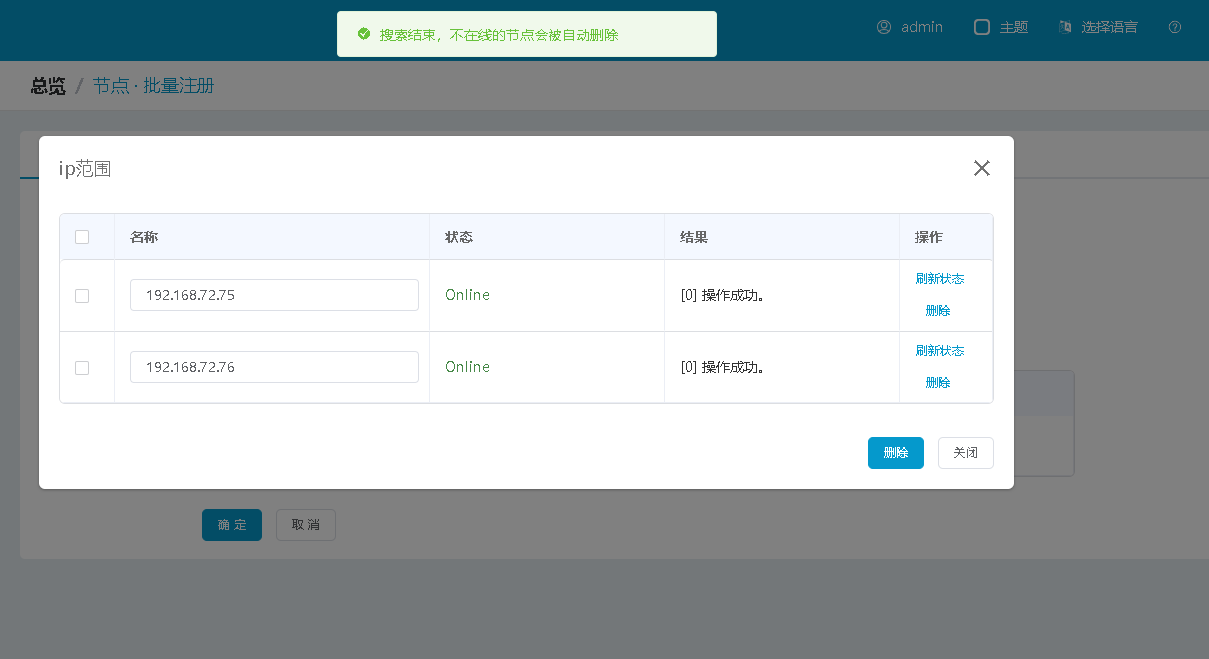 搜索结束，不在线的节点会被自动删除
admin 主题 选择语言
总览 / 节点 · 批量注册
ip范围
名称 状态 结果 操作
192.168.72.75 Online [0] 操作成功。 刷新状态
删除
192.168.72.76 Online [0] 操作成功。 刷新状态
删除
删除 关闭
确 定 取 消